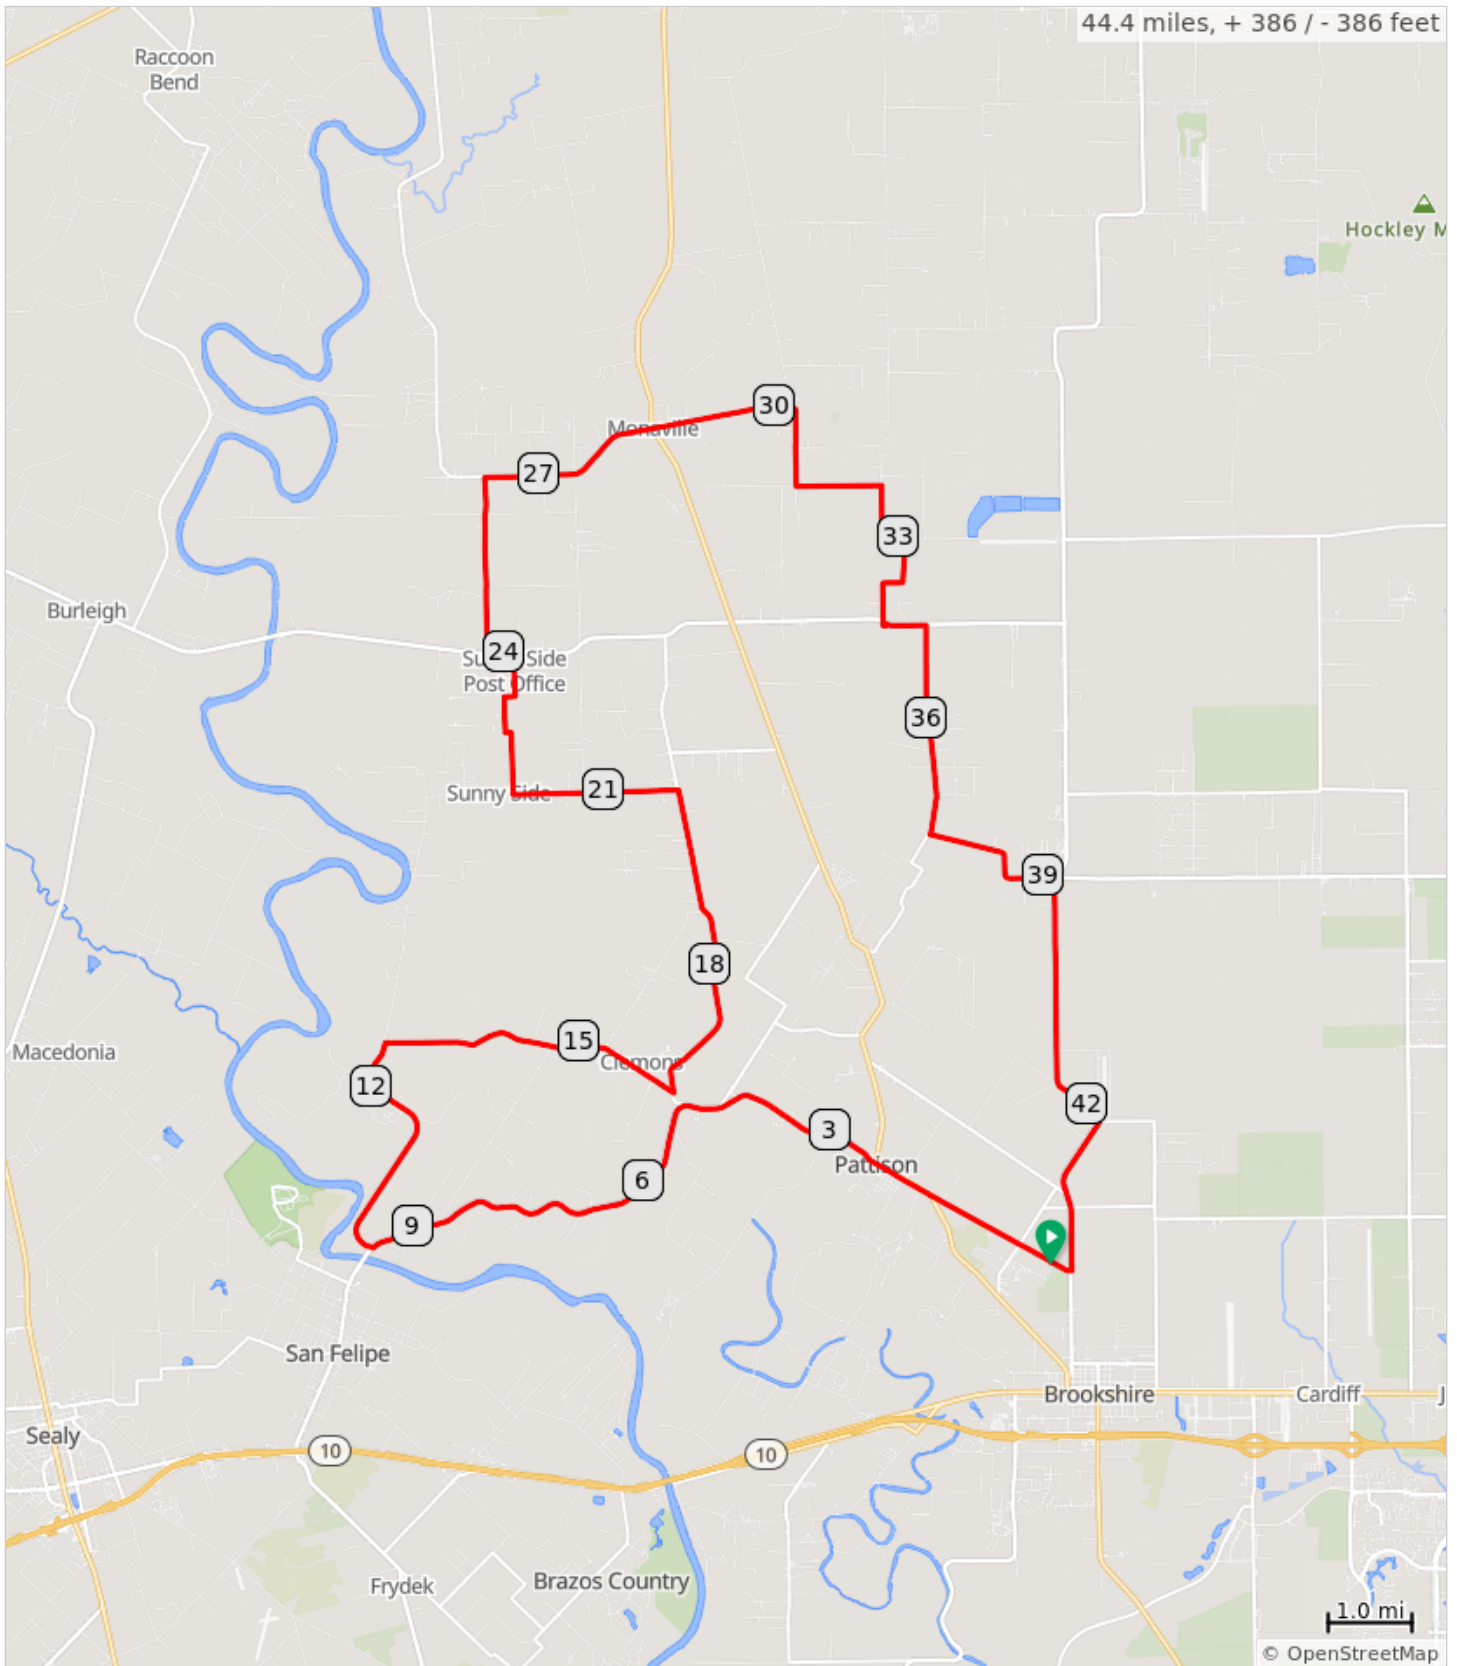 44.4 miles, + 386 / - 386 feet
Raccoon
Bend
Hockley M
30
Monaville
27
33
Burleigh
24
Sunny Side
Post Office
36
21
Sunny Side
39
18
15
Clemons
Macedonia
12
42
3
Pattison
6
9
San Felipe
Brookshire
Cardiff
J
Sealy
10
10
Frydek
Brazos Country
1.0 mi
© OpenStreetMap